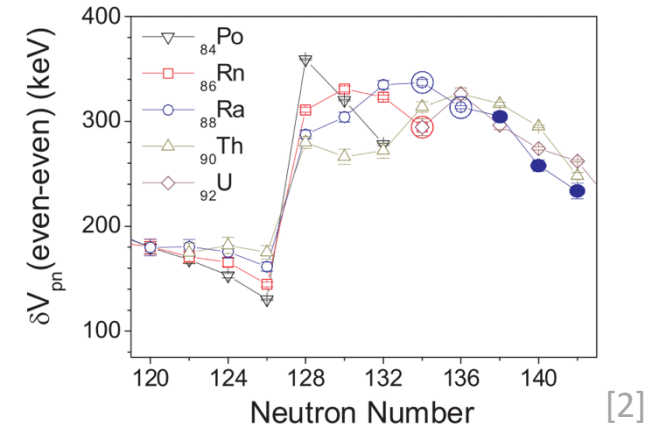 400
300
200
100
δVpn(even-even) (keV)
84Po
86Rn
88Ra
90Th
92U
120 124 128 132 136 140
Neutron Number
[2]